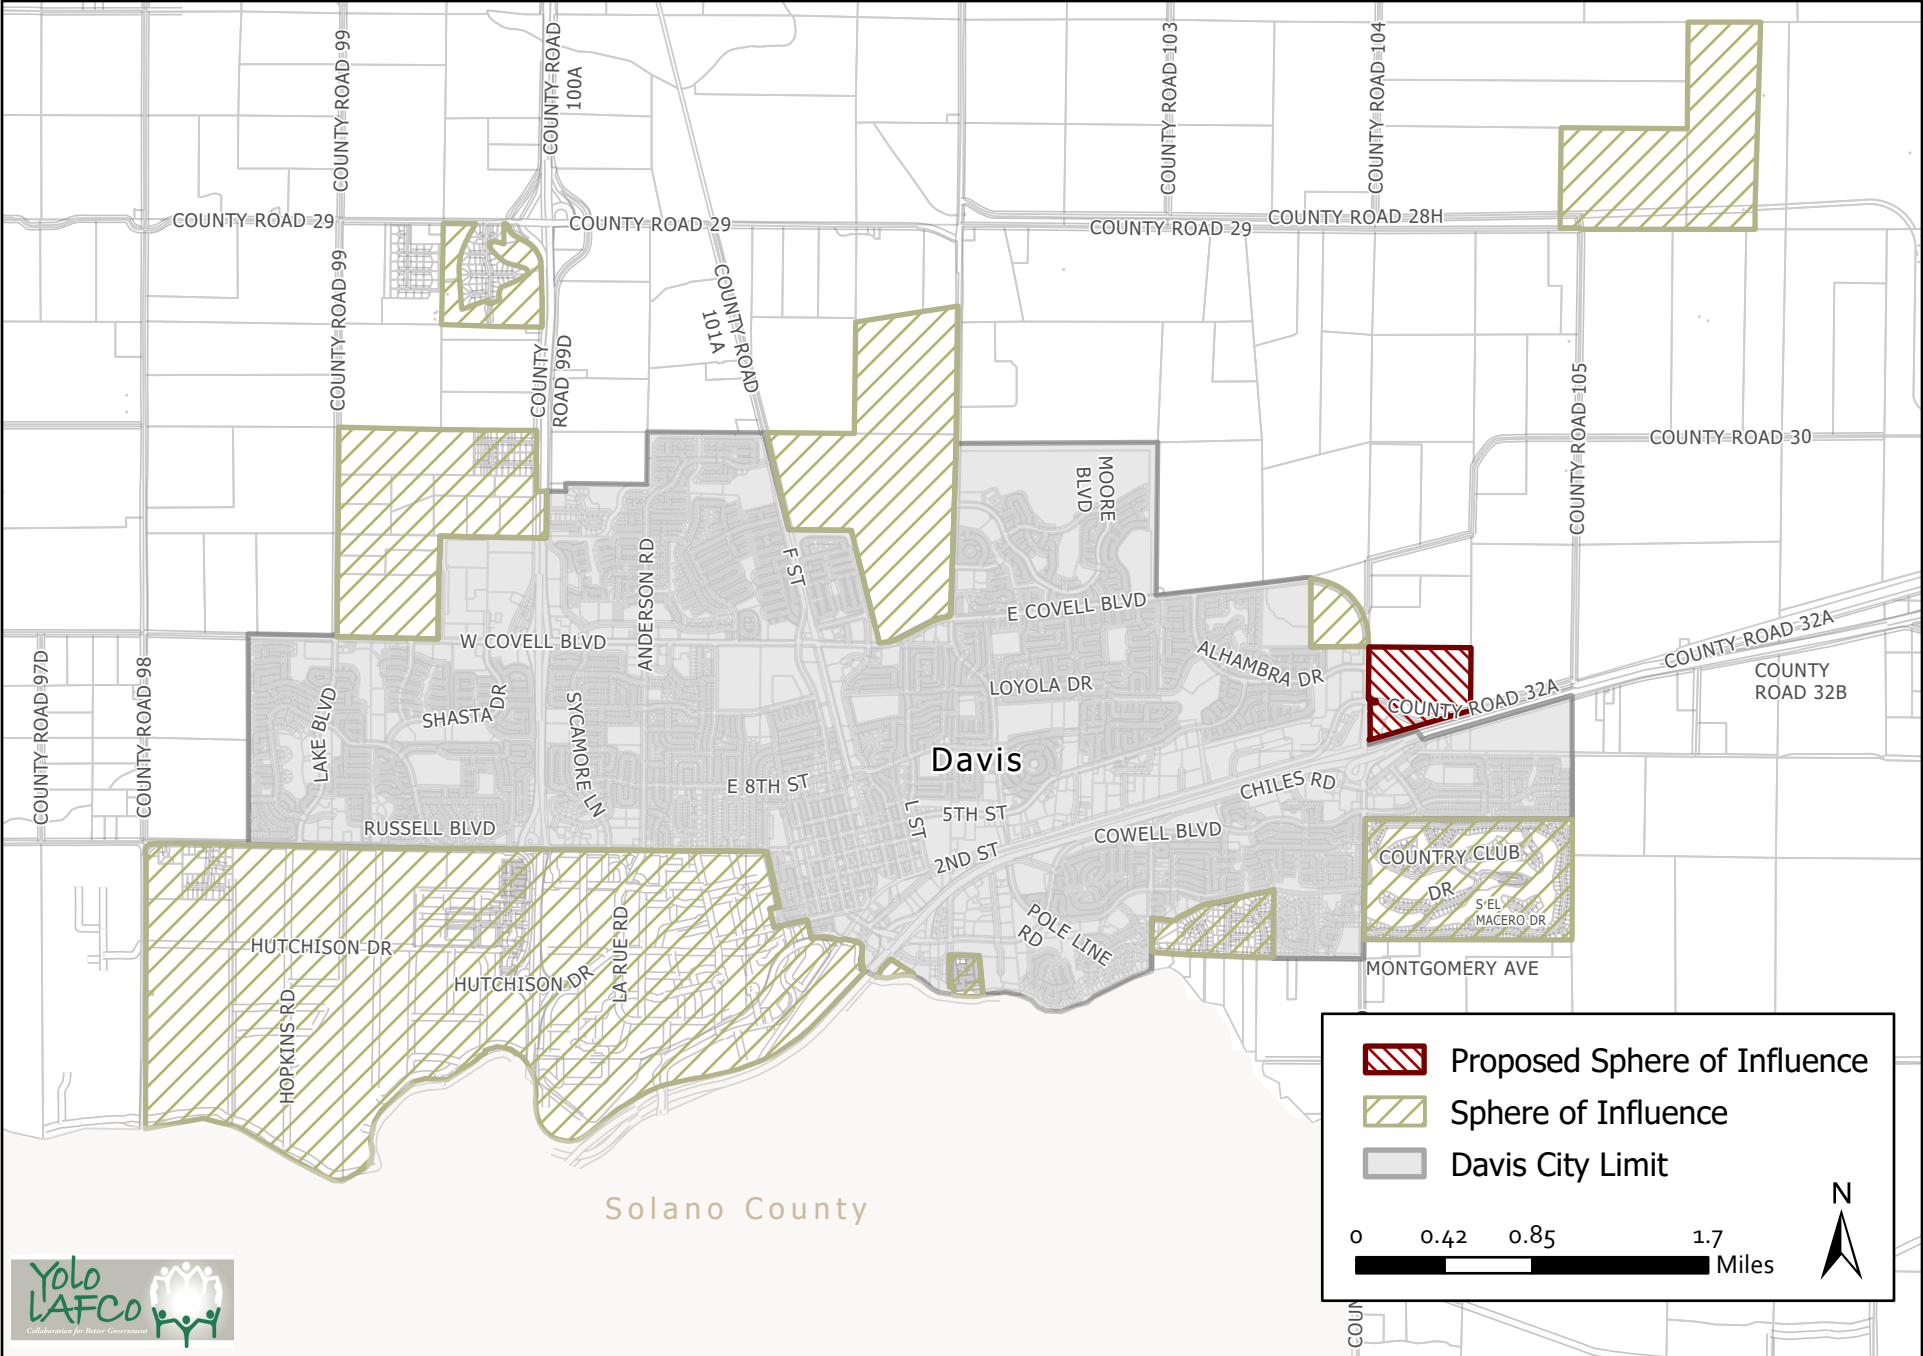 COUNTY ROAD 99
COUNTY ROAD
100A
COUNTY ROAD 103
COUNTY ROAD 104
COUNTY ROAD 29
COUNTY ROAD 29
COUNTY ROAD 29
COUNTY ROAD 28H
COUNTY ROAD 99
COUNTY
ROAD 99D
COUNTY ROAD
101A
COUNTY ROAD 105
COUNTY ROAD 30
MOORE
BLVD
ANDERSON RD
F ST
E COVELL BLVD
W COVELL BLVD
ALHAMBRA DR
LOYOLA DR
COUNTY ROAD 32A
COUNTY ROAD 32A
COUNTY
ROAD 32B
COUNTY ROAD 97D
COUNTY ROAD 98
LAKE BLVD
SHASTA DR
SYCAMORE LN
Davis
E 8TH ST
L ST
5TH ST
CHILES RD
COWELL BLVD
2ND ST
RUSSELL BLVD
COUNTRY CLUB
DR
S EL
MACERO DR
POLE LINE
RD
MONTGOMERY AVE
HUTCHISON DR
HUTCHISON DR
LA RUE RD
HOPKINS RD
Solano County
Proposed Sphere of Influence
Sphere of Influence
Davis City Limit
N
0 0.42 0.85 1.7
Miles
COUN
YOLO
LAFCO
Collaboration for Better Government